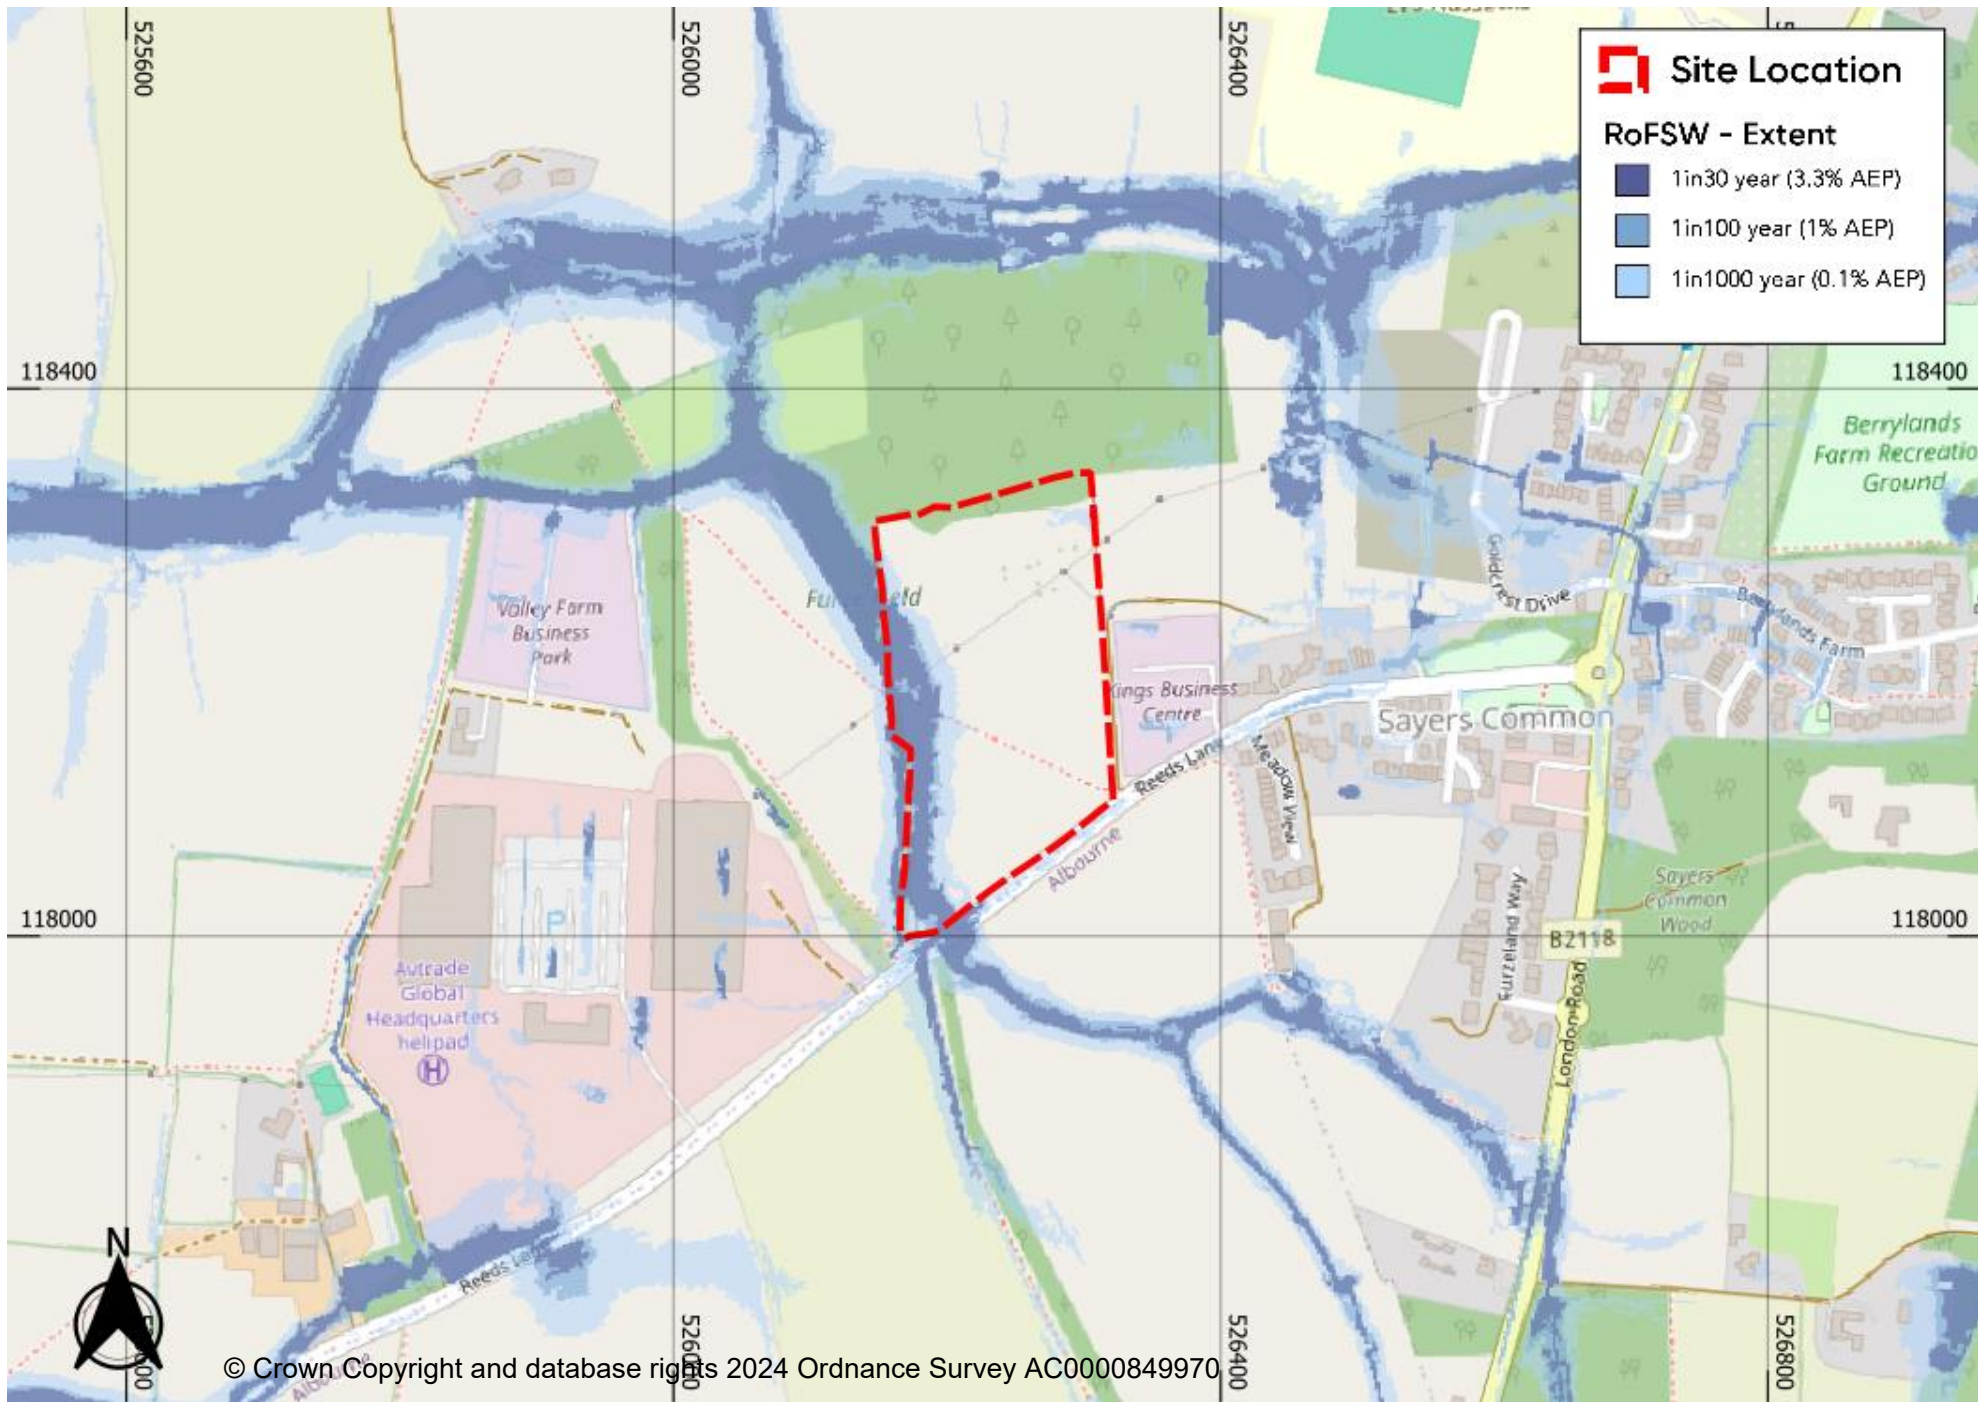 525600
526000
526400
Site Location
RoFSW - Extent
1in30 year (3.3% AEP)
1in100 year (1% AEP)
1in1000 year (0.1% AEP)
118400
118400
Berrylands
Farm Recreatio
Ground
Goldcrest Drive
Valley Farm
Business
Park
Berrylands Farm
Kings Business
Centre
Sayers Common
Reeds Lane
Meadow View
Albourne
118000
118000
Sayers
Common
Wood
Furzeland Way
B2118
London Road
P
Avtrade
Global
Headquarters
helipad
H
Reeds Lane
N
526000
526400
526800
Albourne
© Crown Copyright and database rights 2024 Ordnance Survey AC0000849970